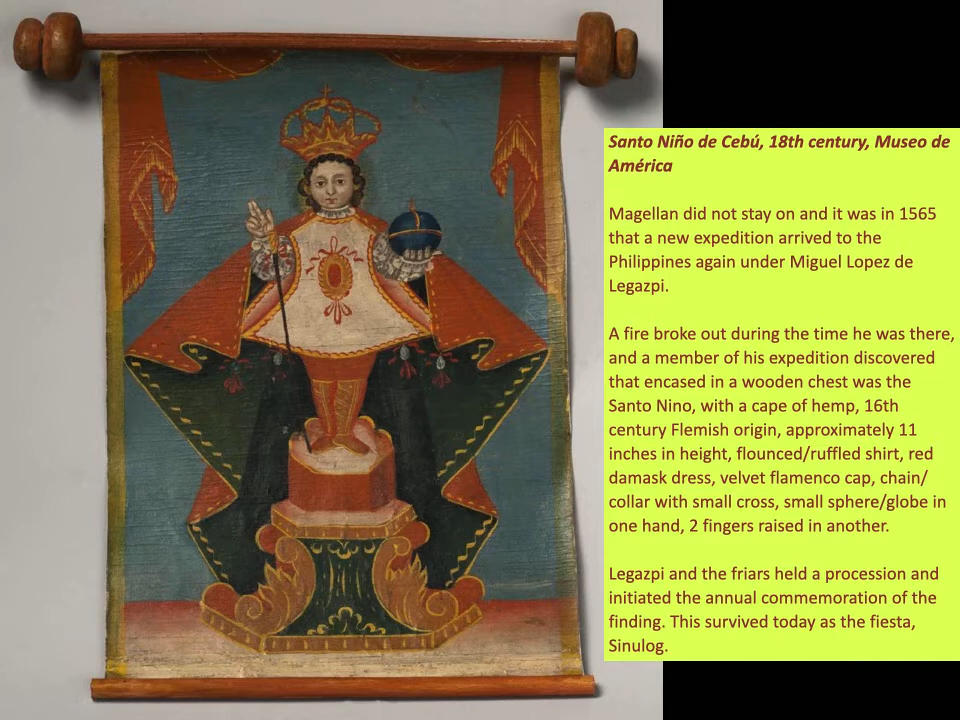 Santo Niño de Cebú, 18th century, Museo de
América
Magellan did not stay on and it was in 1565
that a new expedition arrived to the
Philippines again under Miguel Lopez de
Legazpi.
A fire broke out during the time he was there,
and a member of his expedition discovered
that encased in a wooden chest was the
Santo Nino, with a cape of hemp, 16th
century Flemish origin, approximately 11
inches in height, flounced/ruffled shirt, red
damask dress, velvet flamenco cap, chain/
collar with small cross, small sphere/globe in
one hand, 2 fingers raised in another.
Legazpi and the friars held a procession and
initiated the annual commemoration of the
finding. This survived today as the fiesta,
Sinulog.